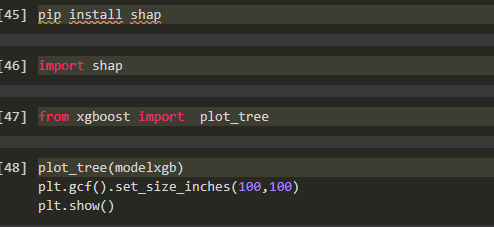 [45] pip install shap
[46] import shap
[47] from xgboost import  plot_tree
[48] plot_tree(modelxgb)
plt.gcf().set_size_inches(100,100)
plt.show()